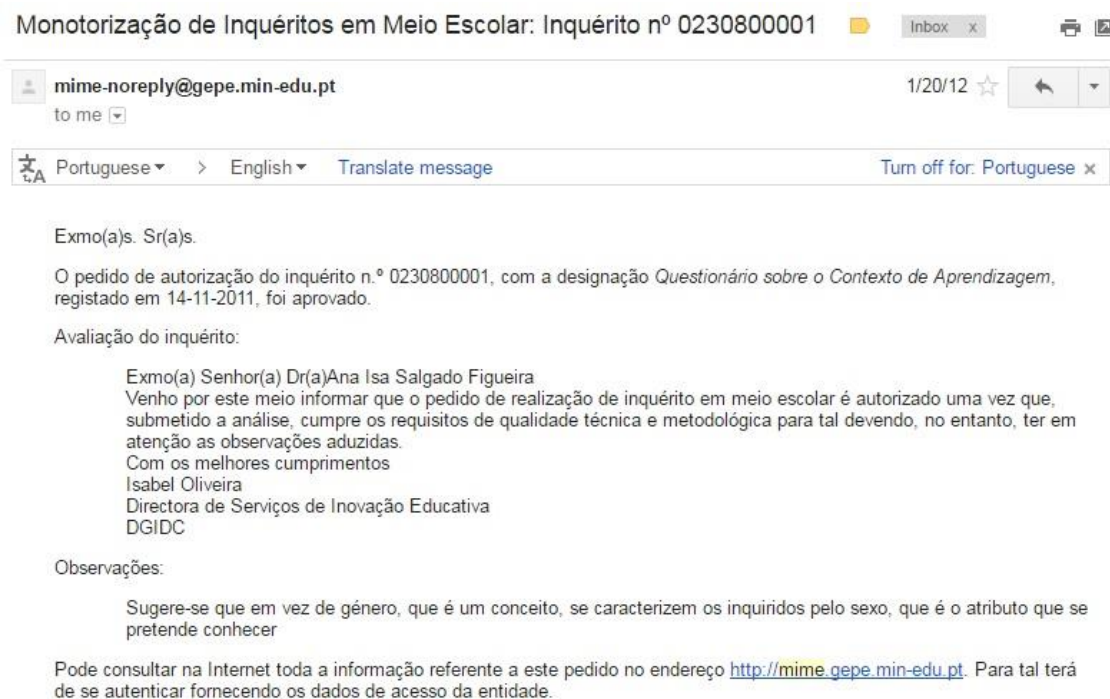 Monotorização de Inquéritos em Meio Escolar: Inquérito nº 0230800001 Inbox x
mime-noreply@gepe.min-edu.pt 1/20/12
to me
Portuguese > English Translate message Turn off for: Portuguese x
Exmo(a)s. Sr(a)s.
O pedido de autorização do inquérito n.º 0230800001, com a designação Questionário sobre o Contexto de Aprendizagem,
registado em 14-11-2011, foi aprovado.
Avaliação do inquérito:
Exmo(a) Senhor(a) Dr(a)Ana Isa Salgado Figueira
Venho por este meio informar que o pedido de realização de inquérito em meio escolar é autorizado uma vez que,
submetido a análise, cumpre os requisitos de qualidade técnica e metodológica para tal devendo, no entanto, ter em
atenção as observações aduzidas.
Com os melhores cumprimentos
Isabel Oliveira
Directora de Serviços de Inovação Educativa
DGIDC
Observações:
Sugere-se que em vez de género, que é um conceito, se caracterizem os inquiridos pelo sexo, que é o atributo que se
pretende conhecer
Pode consultar na Internet toda a informação referente a este pedido no endereço http://mime.gepe.min-edu.pt. Para tal terá
de se autenticar fornecendo os dados de acesso da entidade.